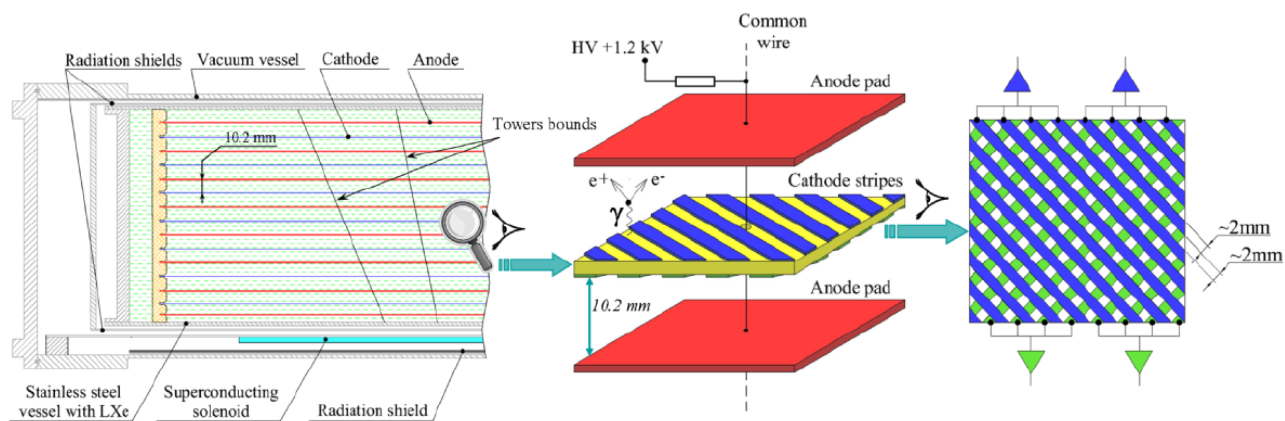 Radiation shields
Vacuum vessel
Cathode
Anode
10.2 mm
Towers bounds
Stainless steel
vessel with LXe
Superconducting
solenoid
Radiation shield
Common
wire
HV +1.2 kV
Anode pad
e+
e-
γ
Cathode stripes
10.2 mm
Anode pad
~2mm
~2mm